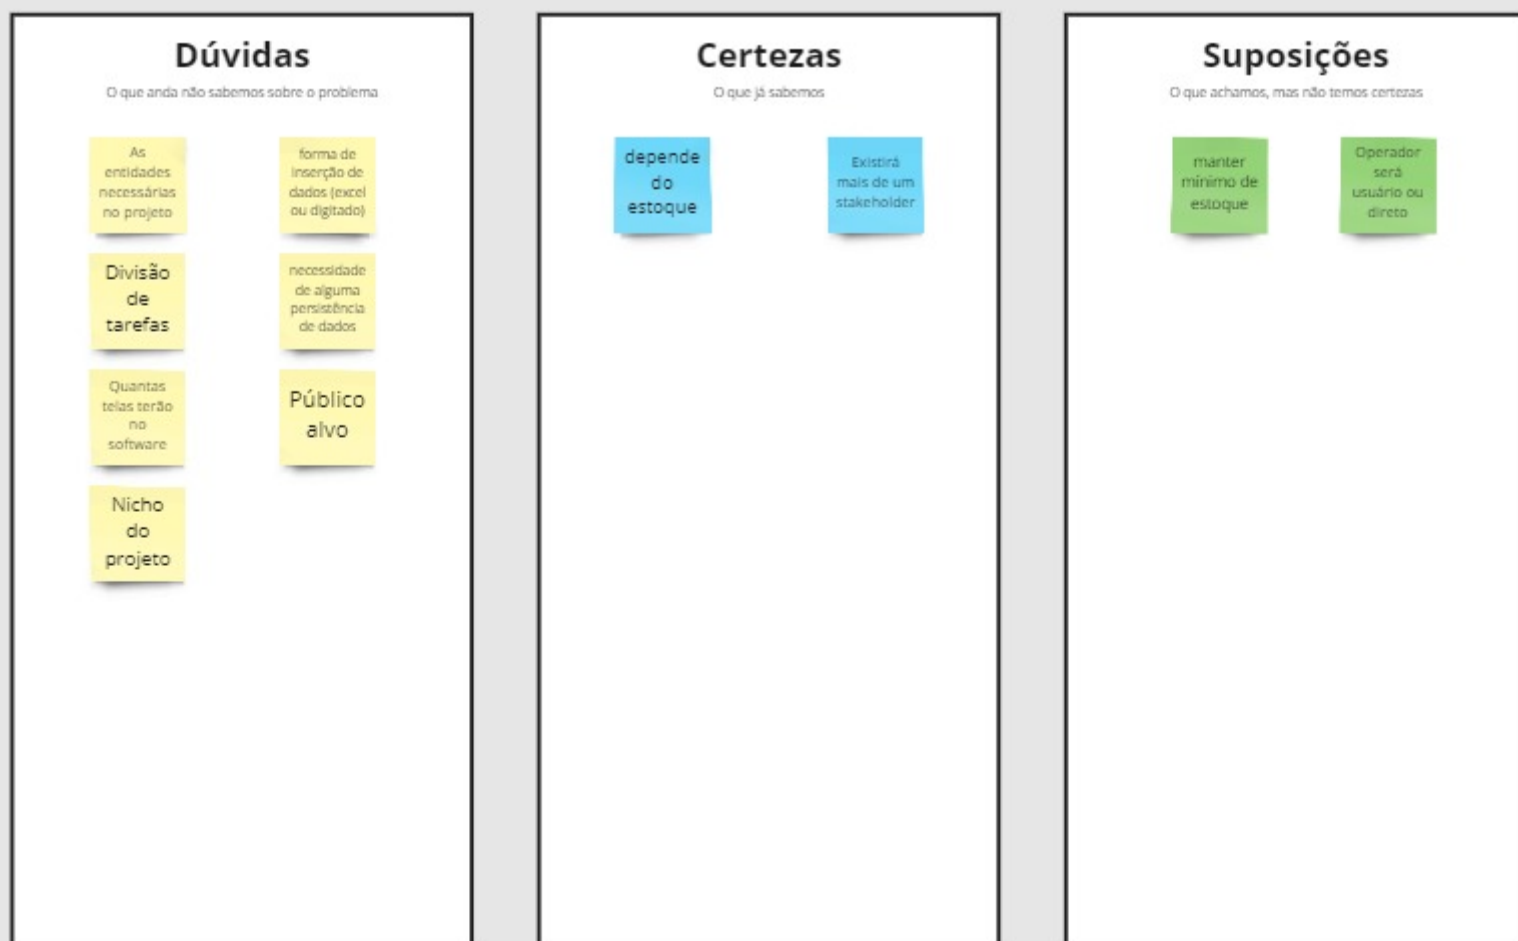 Dúvidas
O que anda não sabemos sobre o problema
As
entidades
necessárias
no projeto
forma de
inserção de
dados (excel
ou digitado)
Divisão
de
tarefas
necessidade
de alguma
persistência
de dados
Quantas
telas terão
no
software
Público
alvo
Nicho
do
projeto
Certezas
O que já sabemos
depende
do
estoque
Existirá
mais de um
stakeholder
Suposições
O que achamos, mas não temos certezas
manter
mínimo de
estoque
Operador
será
usuário ou
direto